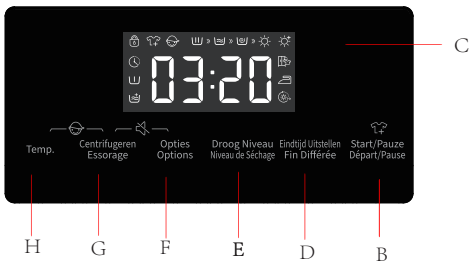 C
03:20
Temp.
Centrifugeren
Essorage
Opties
Options
Droog Niveau
Niveau de Séchage
Eindtijd Uitstellen
Fin Différée
Start/Pauze
Départ/Pause
H
G
F
E
D
B